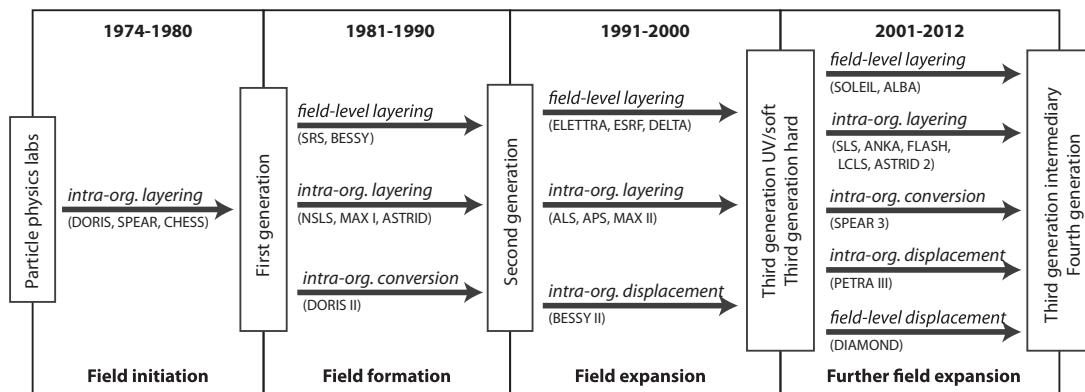 1974-1980
1981-1990
1991-2000
2001-2012
Particle physics labs
intra-org. layering
(DORIS, SPEAR, CHESS)
First generation
field-level layering
(SRS, BESSY)
intra-org. layering
(NSLS, MAX I, ASTRID)
intra-org. conversion
(DORIS II)
Second generation
field-level layering
(ELETTRA, ESRF, DELTA)
intra-org. layering
(ALS, APS, MAX II)
intra-org. displacement
(BESSY II)
Third generation UV/soft
Third generation hard
field-level layering
(SOLEIL, ALBA)
intra-org. layering
(SLS, ANKA, FLASH,
LCLS, ASTRID 2)
intra-org. conversion
(SPEAR 3)
intra-org. displacement
(PETRA III)
field-level displacement
(DIAMOND)
Third generation intermediary
Fourth generation
Field initiation
Field formation
Field expansion
Further field expansion